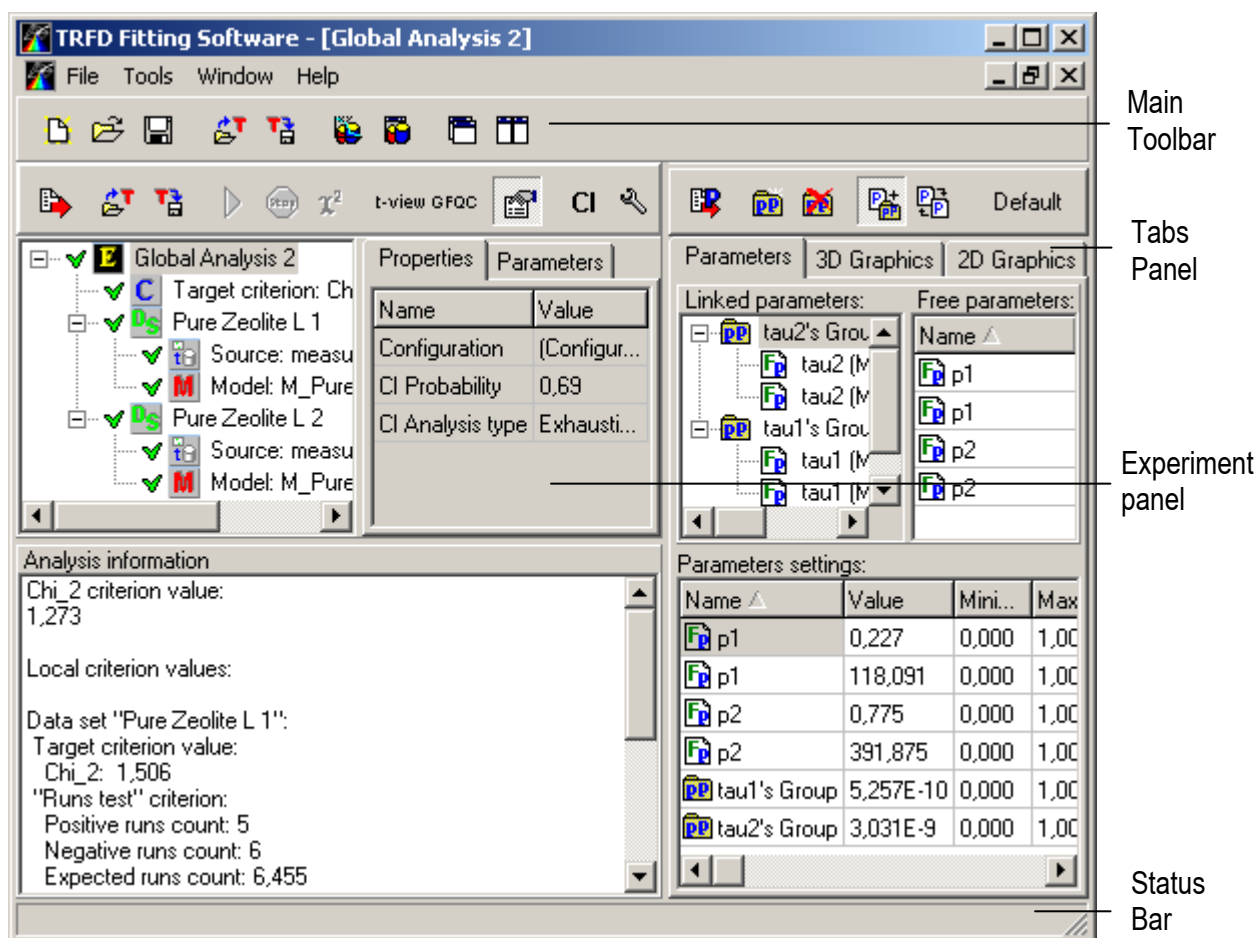 TRFD Fitting Software - [Global Analysis 2]
File Tools Window Help
Main
Toolbar
Stop χ² t-view GFQC CI
Default
Tabs
Panel
Global Analysis 2
Target criterion: Ch
Pure Zeolite L 1
Source: measu
Model: M_Pure
Pure Zeolite L 2
Source: measu
Model: M_Pure
Properties Parameters
Name Value
Configuration (Configur...
CI Probability 0,69
CI Analysis type Exhausti...
Parameters 3D Graphics 2D Graphics
Linked parameters:
tau2's Grou
tau2 (M
tau2 (M
tau1's Grou
tau1 (M
tau1 (M
Free parameters:
Name
p1
p1
p2
p2
Experiment
panel
Analysis information
Chi_2 criterion value:
1,273
Local criterion values:
Data set "Pure Zeolite L 1":
Target criterion value:
Chi_2: 1,506
"Runs test" criterion:
Positive runs count: 5
Negative runs count: 6
Expected runs count: 6,455
Parameters settings:
Name Value Mini... Max
p1 0,227 0,000 1,00
p1 118,091 0,000 1,00
p2 0,775 0,000 1,00
p2 391,875 0,000 1,00
tau1's Group 5,257E-10 0,000 1,00
tau2's Group 3,031E-9 0,000 1,00
Status
Bar